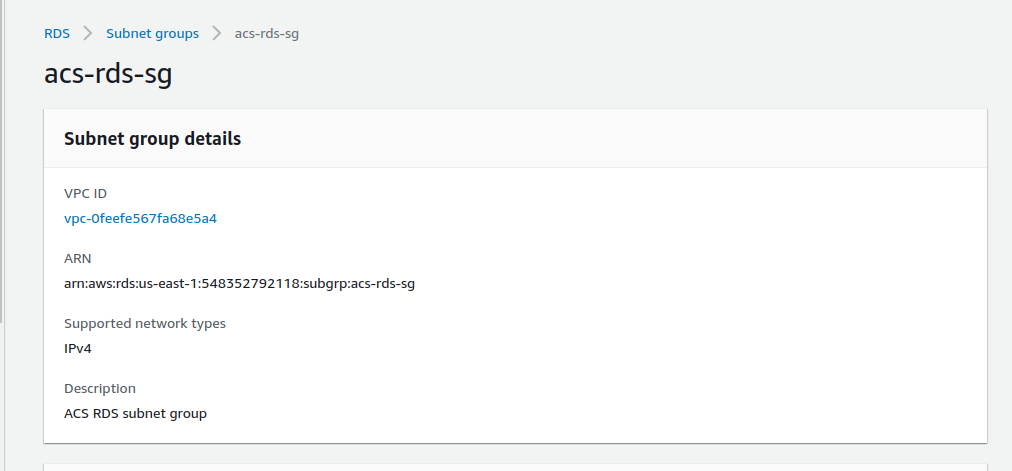 RDS > Subnet groups > acs-rds-sg
acs-rds-sg
Subnet group details
VPC ID
vpc-0feefe567fa68e5a4
ARN
arn:aws:rds:us-east-1:548352792118:subgrp:acs-rds-sg
Supported network types
IPv4
Description
ACS RDS subnet group